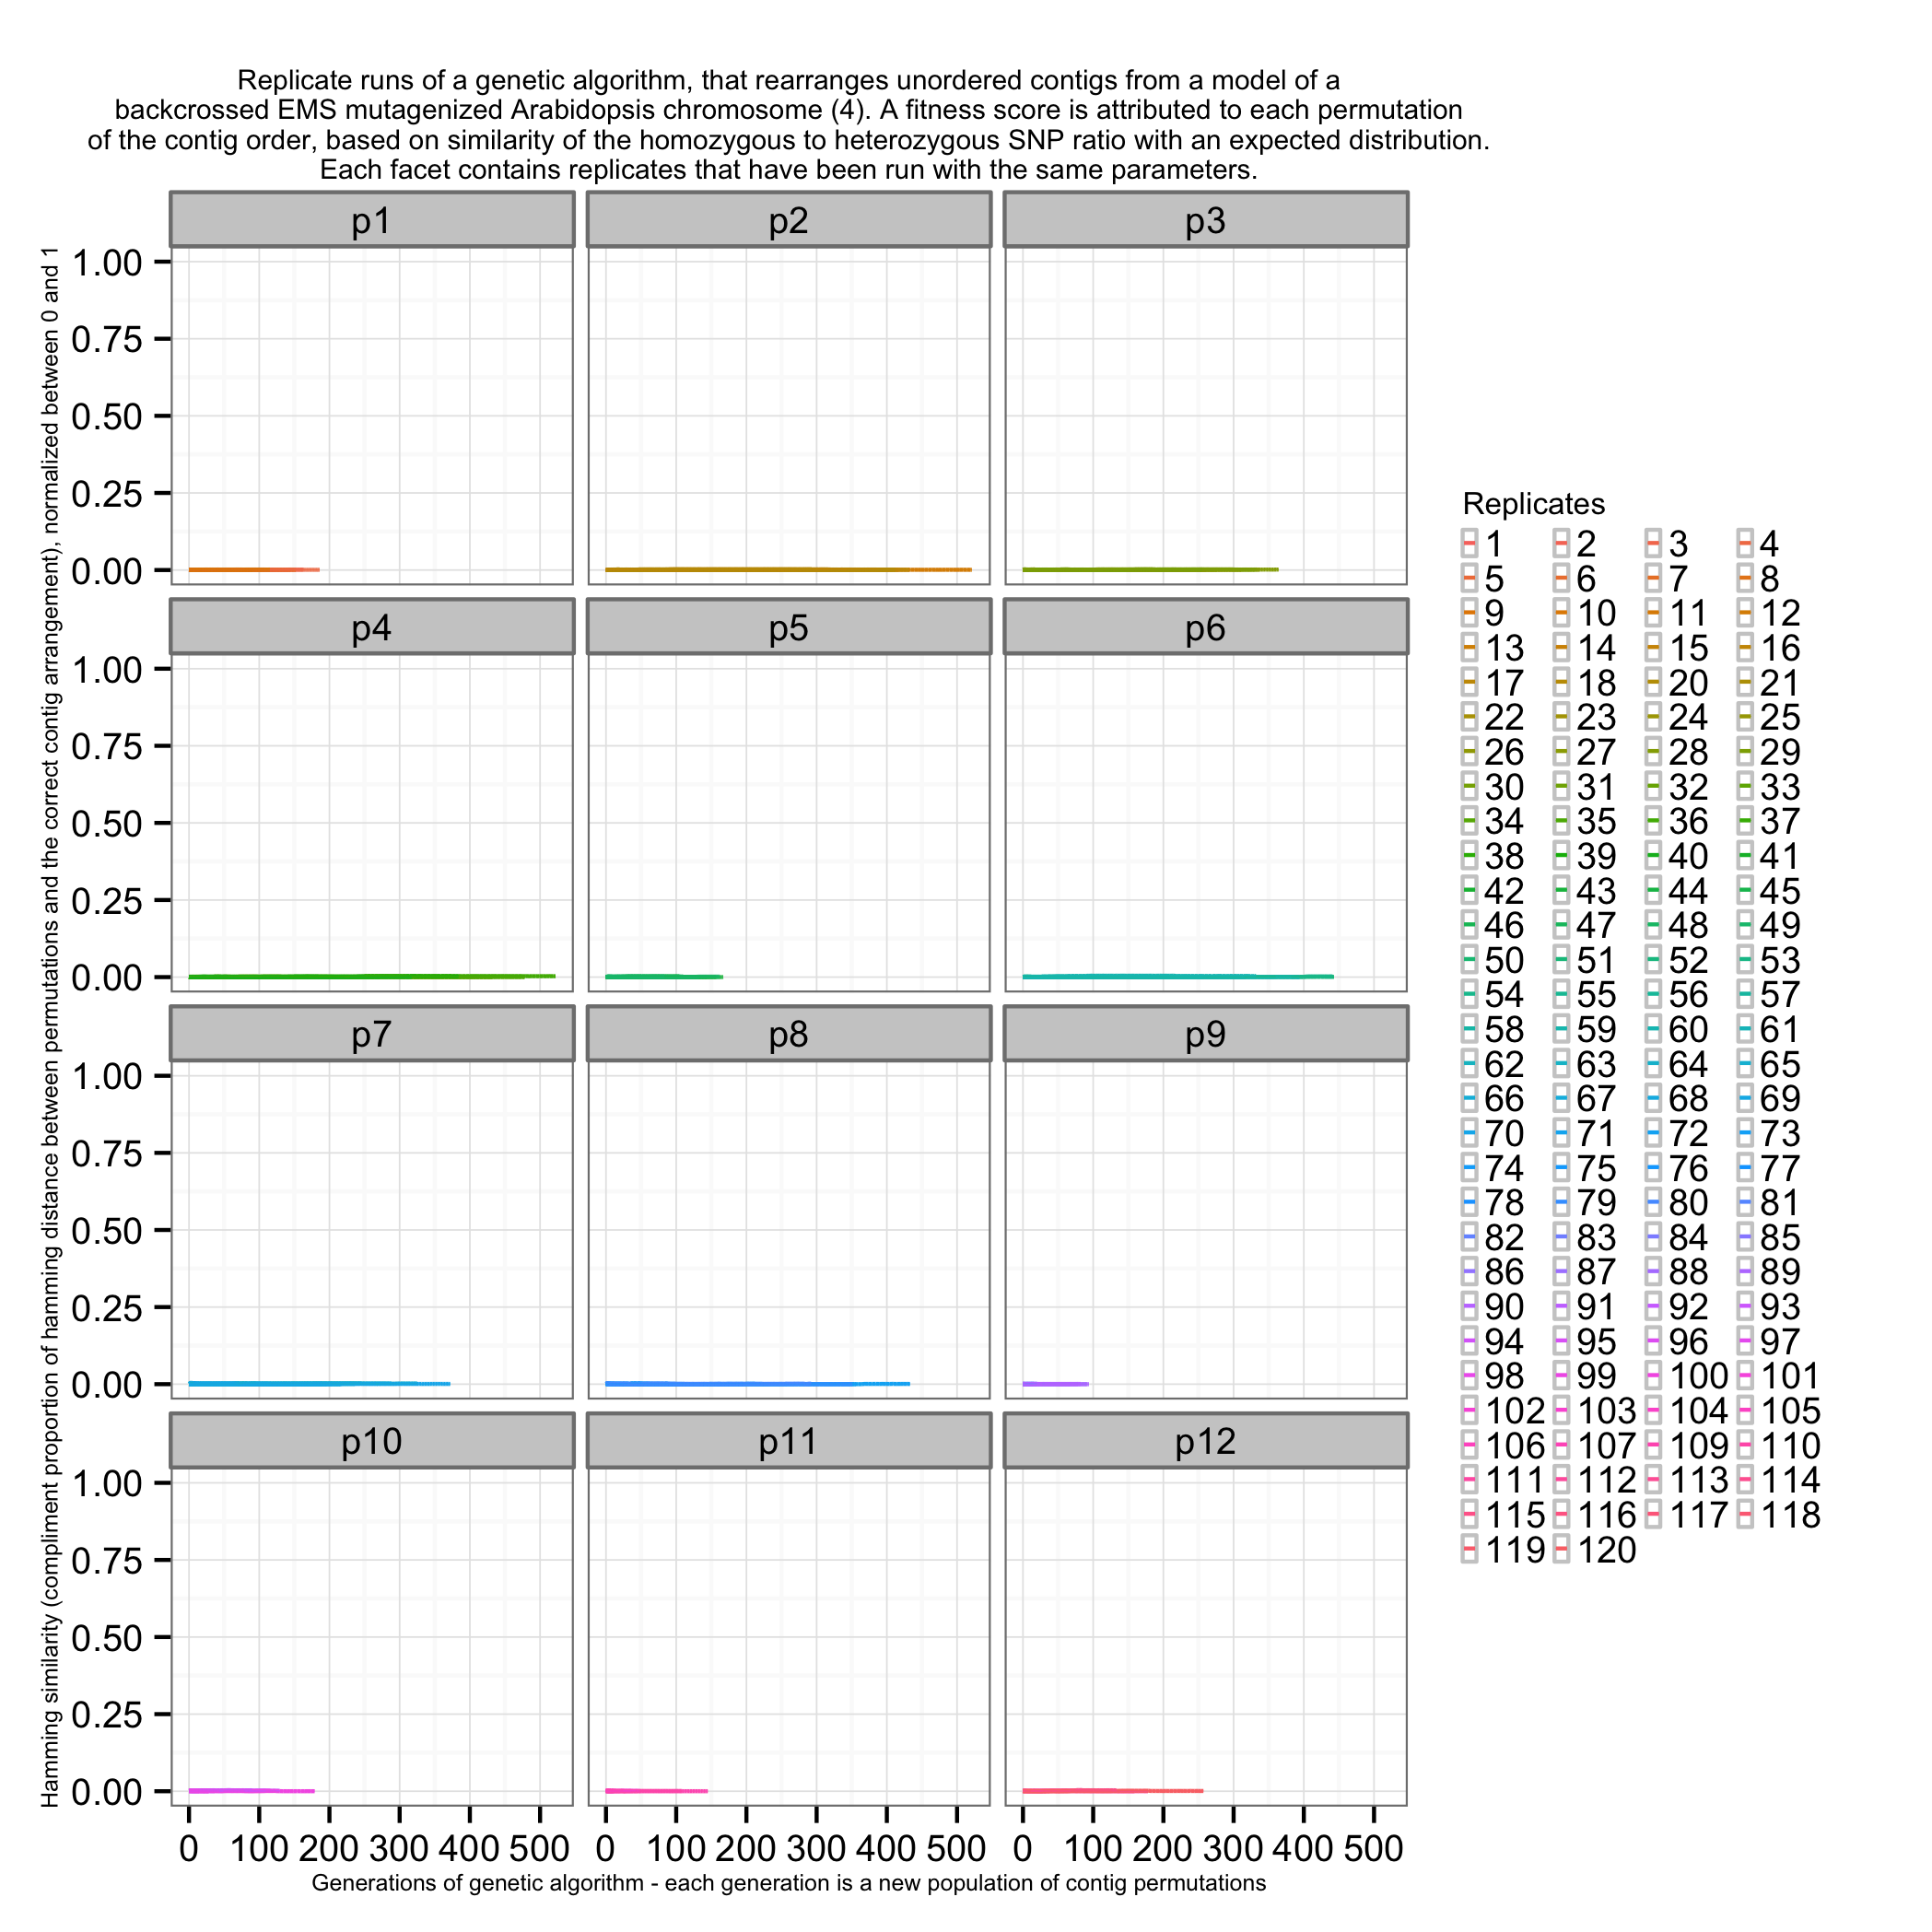 Replicate runs of a genetic algorithm, that rearranges unordered contigs from a model of a
backcrossed EMS mutagenized Arabidopsis chromosome (4). A fitness score is attributed to each permutation
of the contig order, based on similarity of the homozygous to heterozygous SNP ratio with an expected distribution.
Each facet contains replicates that have been run with the same parameters.
Hamming similarity (compliment proportion of hamming distance between permutations and the correct contig arrangement), normalized between 0 and 1
p1 p2 p3
1.00
0.75
0.50
0.25
0.00
p4 p5 p6
1.00
0.75
0.50
0.25
0.00
p7 p8 p9
1.00
0.75
0.50
0.25
0.00
p10 p11 p12
1.00
0.75
0.50
0.25
0.00
0 100 200 300 400 500 0 100 200 300 400 500 0 100 200 300 400 500
Generations of genetic algorithm - each generation is a new population of contig permutations
Replicates
1 2 3 4
5 6 7 8
9 10 11 12
13 14 15 16
17 18 20 21
22 23 24 25
26 27 28 29
30 31 32 33
34 35 36 37
38 39 40 41
42 43 44 45
46 47 48 49
50 51 52 53
54 55 56 57
58 59 60 61
62 63 64 65
66 67 68 69
70 71 72 73
74 75 76 77
78 79 80 81
82 83 84 85
86 87 88 89
90 91 92 93
94 95 96 97
98 99 100 101
102 103 104 105
106 107 109 110
111 112 113 114
115 116 117 118
119 120